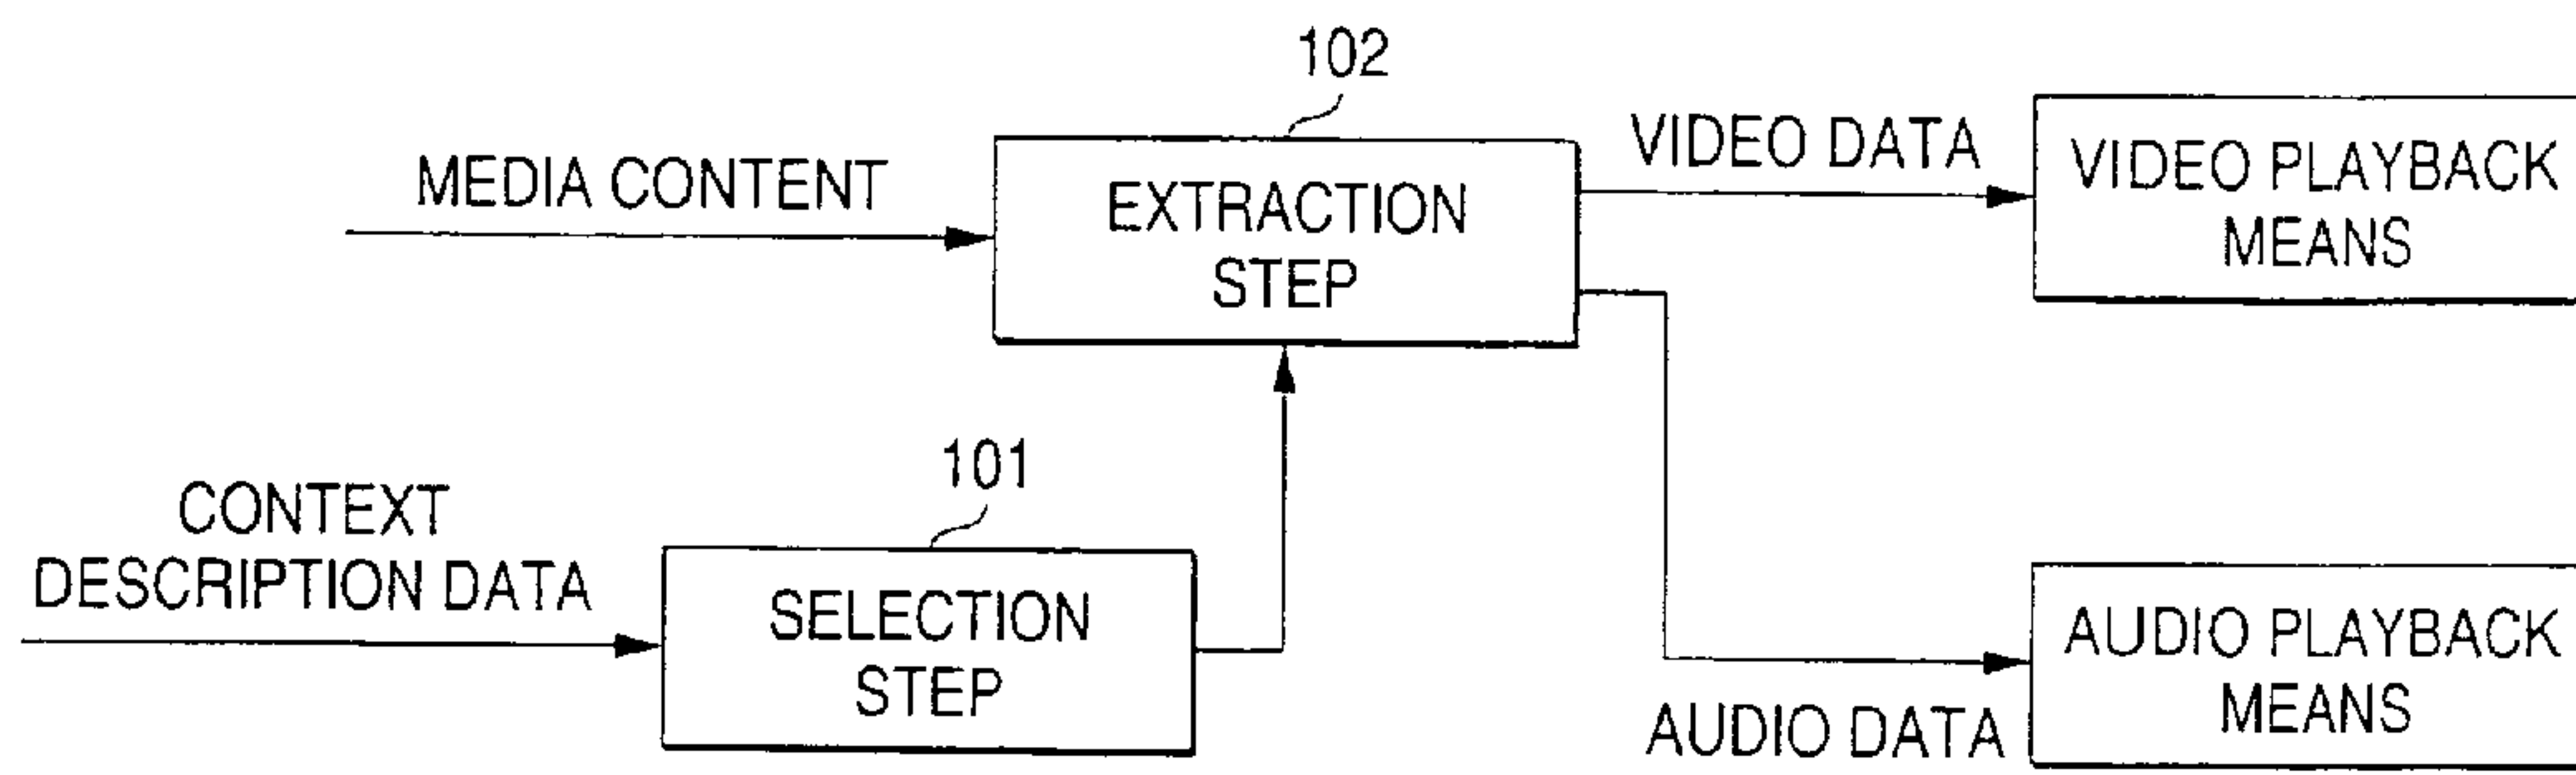 102
MEDIA CONTENT
EXTRACTION
STEP
VIDEO DATA
VIDEO PLAYBACK
MEANS
101
CONTEXT
DESCRIPTION DATA
SELECTION
STEP
AUDIO DATA
AUDIO PLAYBACK
MEANS